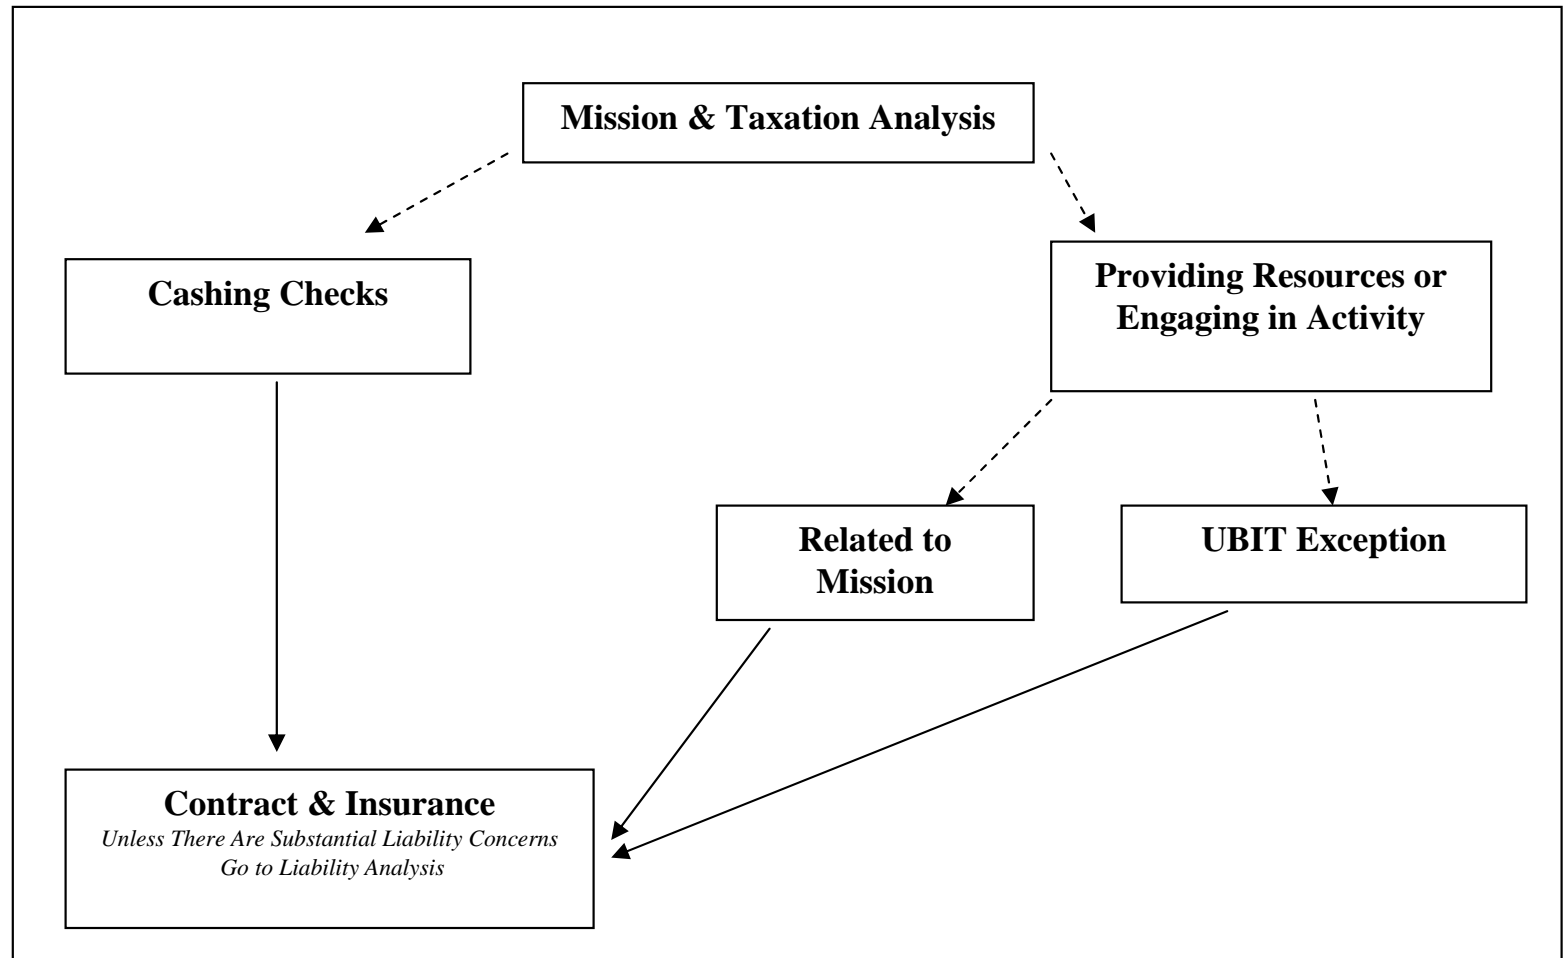 Mission & Taxation Analysis
Cashing Checks
Providing Resources or
Engaging in Activity
Related to
Mission
UBIT Exception
Contract & Insurance
Unless There Are Substantial Liability Concerns
Go to Liability Analysis